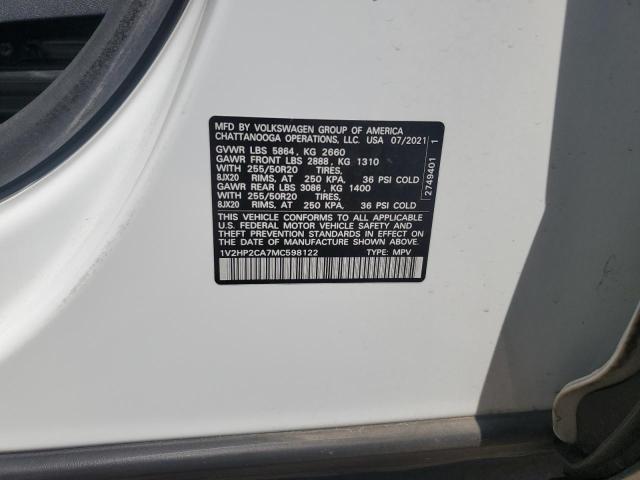 MFD BY VOLKSWAGEN GROUP OF AMERICA
CHATTANOOGA OPERATIONS, LLC. USA 07/2021
GVWR LBS 5864, KG 2660
GAWR FRONT LBS 2888, KG 1310
WITH 255/50R20 TIRES,
8JX20 RIMS, AT 250 KPA, 36 PSI COLD
GAWR REAR LBS 3086, KG 1400
WITH 255/50R20 TIRES,
8JX20 RIMS, AT 250 KPA, 36 PSI COLD
THIS VEHICLE CONFORMS TO ALL APPLICABLE
U.S. FEDERAL MOTOR VEHICLE SAFETY AND
THEFT PREVENTION STANDARDS IN EFFECT ON
THE DATE OF MANUFACTURE SHOWN ABOVE.
1V2HP2CA7MC598122 TYPE: MPV
2749401 1